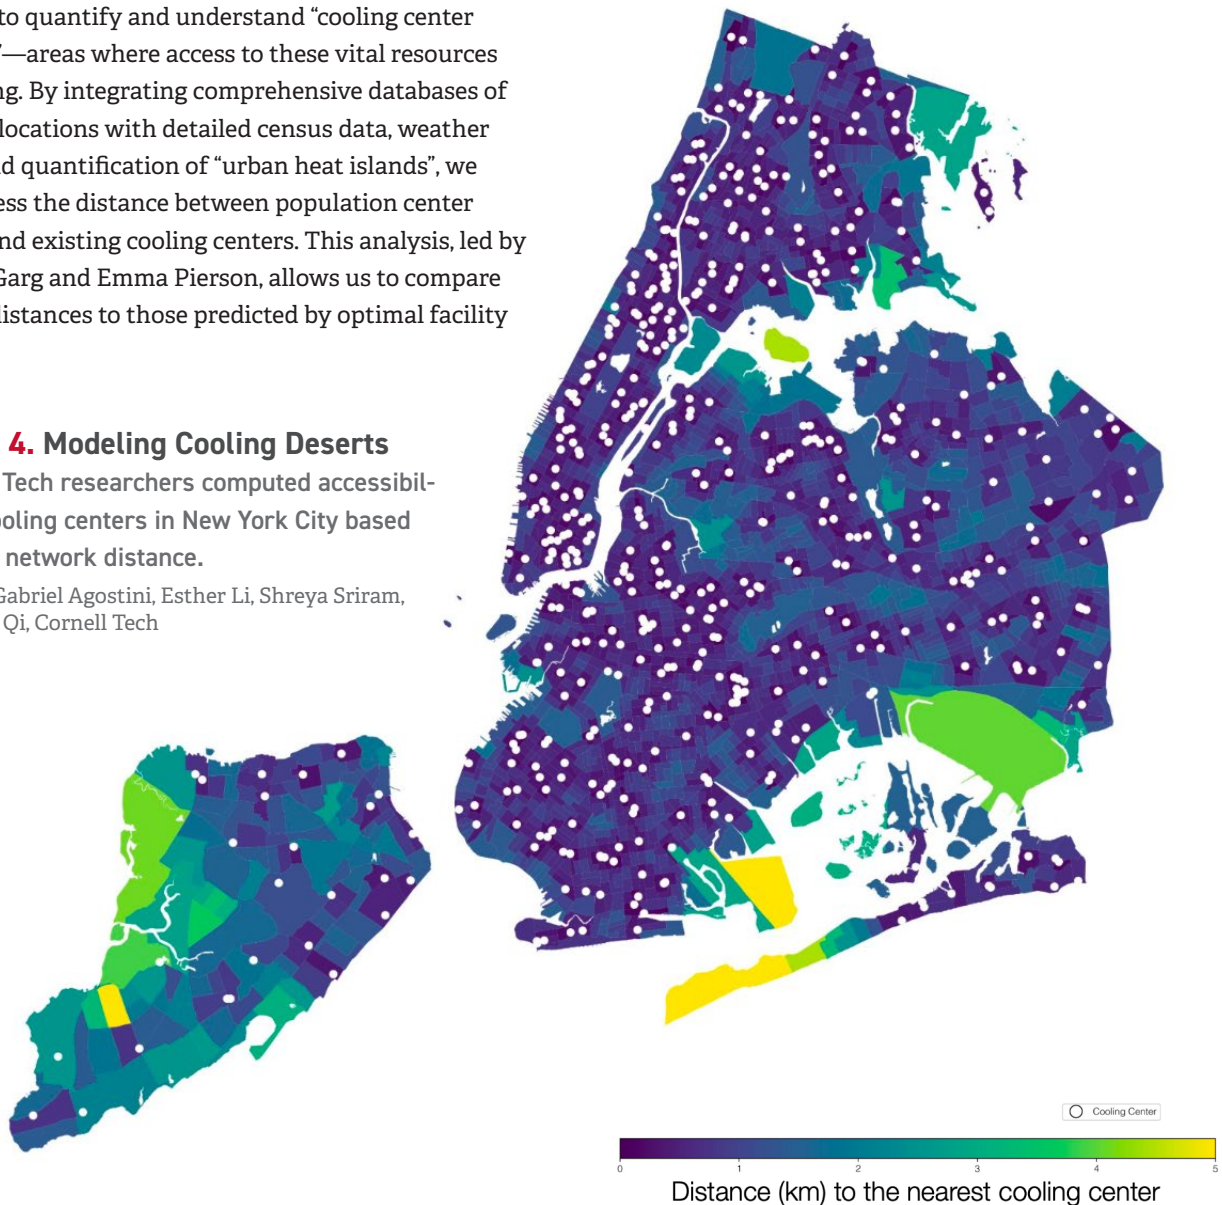 to quantify and understand “cooling center
”—areas where access to these vital resources
ng. By integrating comprehensive databases of
locations with detailed census data, weather
d quantification of “urban heat islands”, we
ess the distance between population center
nd existing cooling centers. This analysis, led by
Garg and Emma Pierson, allows us to compare
distances to those predicted by optimal facility
4. Modeling Cooling Deserts
Tech researchers computed accessibil-
ooling centers in New York City based
network distance.
Gabriel Agostini, Esther Li, Shreya Sriram,
Qi, Cornell Tech
Cooling Center
0 1 2 3 4 5
Distance (km) to the nearest cooling center